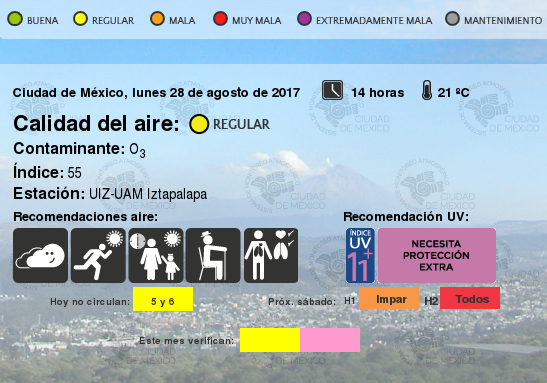 BUENA REGULAR MALA MUY MALA EXTREMADAMENTE MALA MANTENIMIENTO
Ciudad de México, lunes 28 de agosto de 2017 14 horas 21 ºC
Calidad del aire: REGULAR
Contaminante: O3
Índice: 55
Estación: UIZ-UAM Iztapalapa
Recomendaciones aire: Recomendación UV:
ÍNDICE
UV
11+
NECESITA
PROTECCIÓN
EXTRA
Hoy no circulan: 5 y 6 Próx. sábado: H1 Impar H2 Todos
Este mes verifican:
CIUDAD
DE MÉXICO